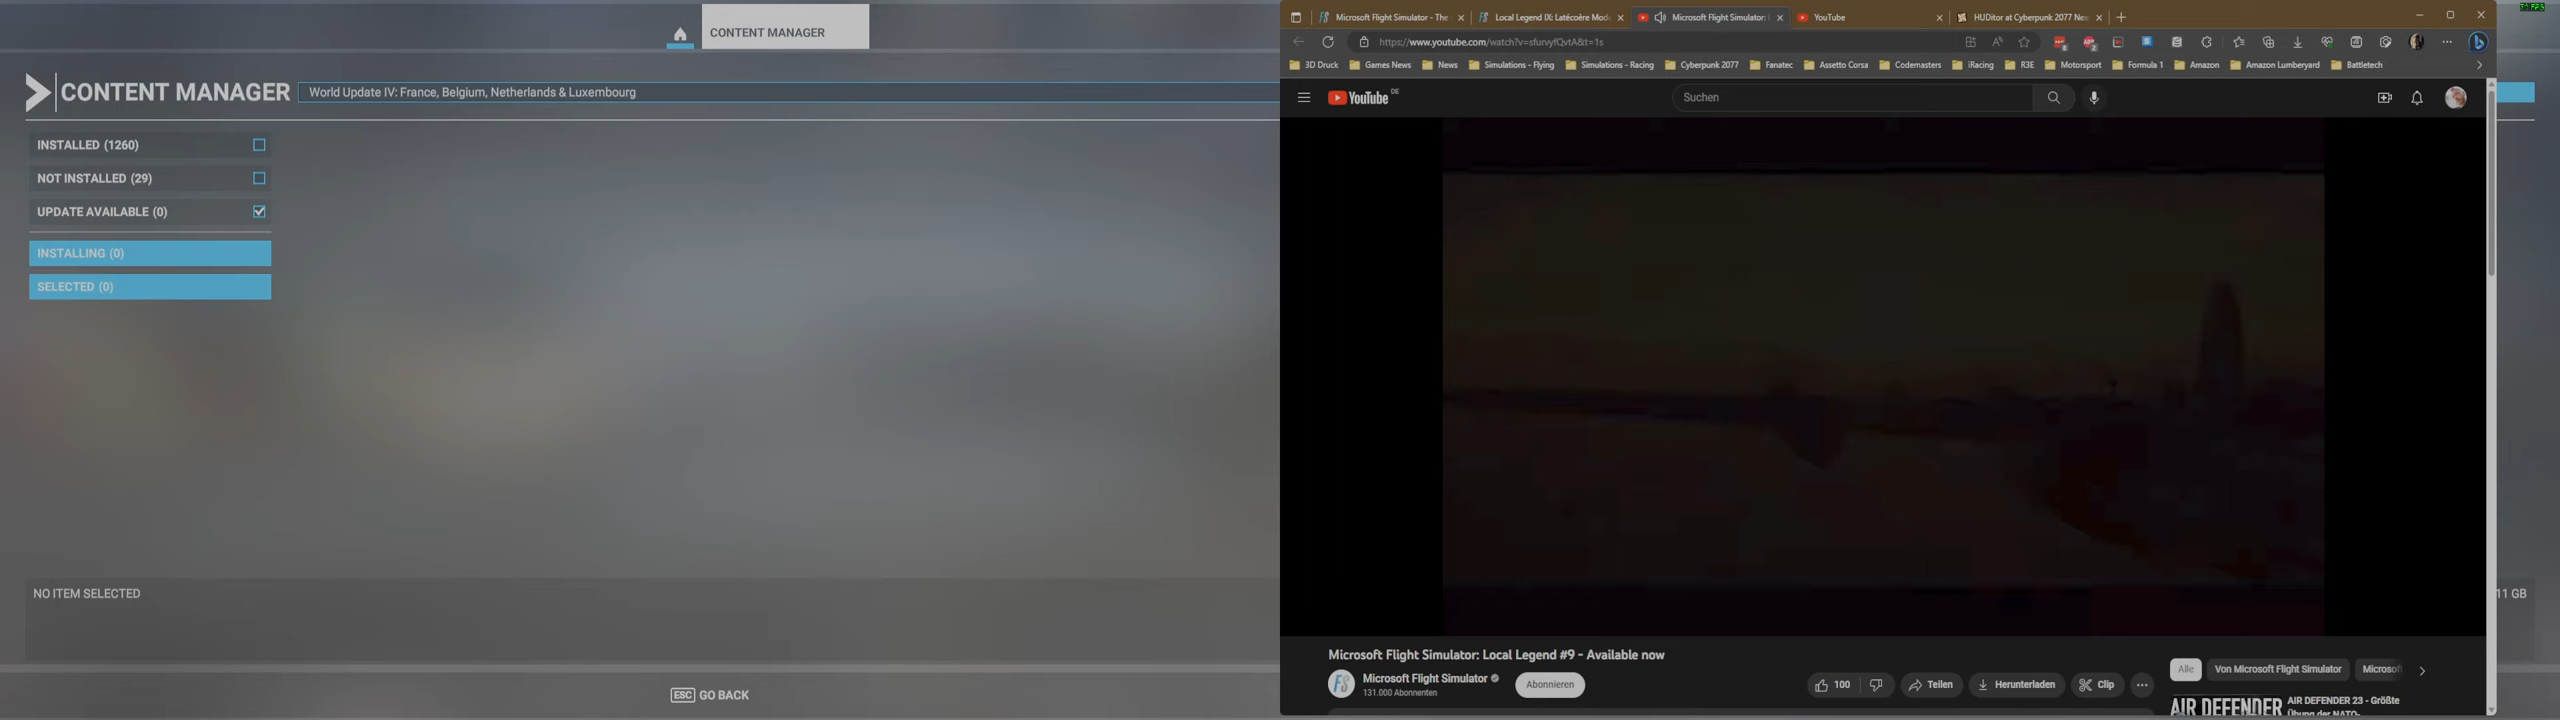 CONTENT MANAGER
CONTENT MANAGER
World Update IV: France, Belgium, Netherlands & Luxembourg
INSTALLED (1260)
NOT INSTALLED (29)
UPDATE AVAILABLE (0)
INSTALLING (0)
SELECTED (0)
NO ITEM SELECTED
11 GB
ESC GO BACK
Microsoft Flight Simulator - The
Local Legend IX: Latécoère Mode
Microsoft Flight Simulator:
YouTube
HUDitor at Cyberpunk 2077 Nex
https://www.youtube.com/watch?v=sfurvyfQvtA&t=1s
3D Druck
Games News
News
Simulations - Flying
Simulations - Racing
Cyberpunk 2077
Fanatec
Assetto Corsa
Codemasters
iRacing
R3E
Motorsport
Formula 1
Amazon
Amazon Lumberyard
Battletech
YouTube DE
Suchen
Microsoft Flight Simulator: Local Legend #9 - Available now
Microsoft Flight Simulator
131.000 Abonnenten
Abonnieren
100
Teilen
Herunterladen
Clip
Alle
Von Microsoft Flight Simulator
Microsof
AIR DEFENDER
AIR DEFENDER 23 - Größte
Übung der NATO-